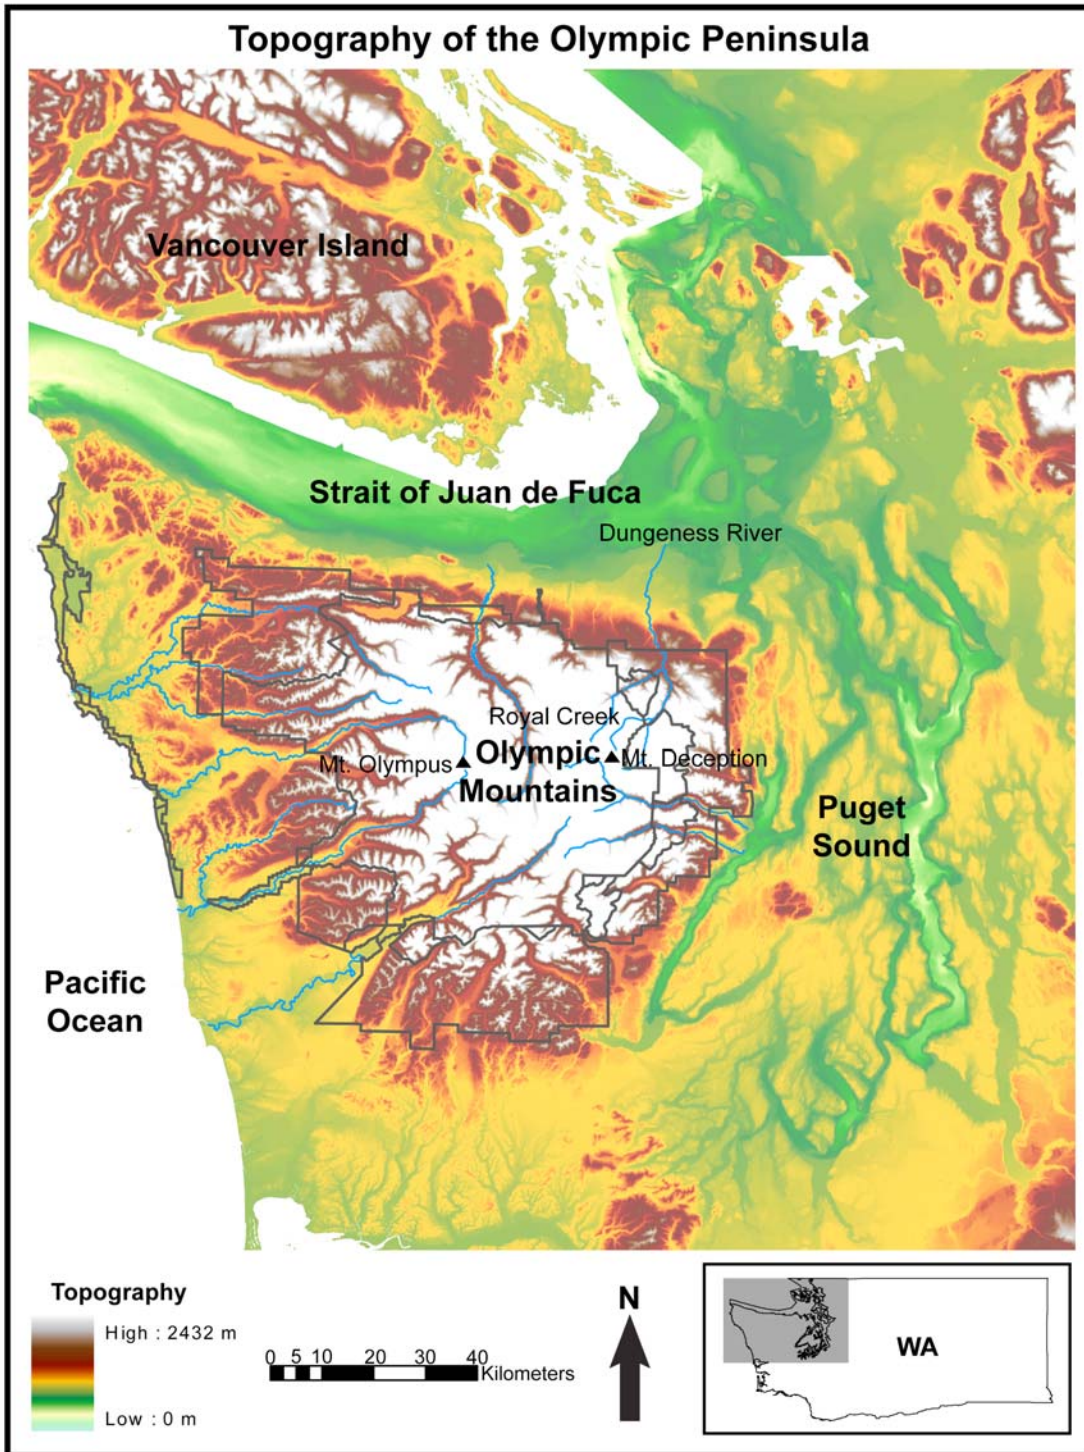 Topography of the Olympic Peninsula
Vancouver Island
Strait of Juan de Fuca
Dungeness River
Royal Creek
Mt. Olympus
Olympic
Mountains
Mt. Deception
Puget
Sound
Pacific
Ocean
Topography
High : 2432 m
Low : 0 m
0 5 10 20 30 40
Kilometers
N
WA